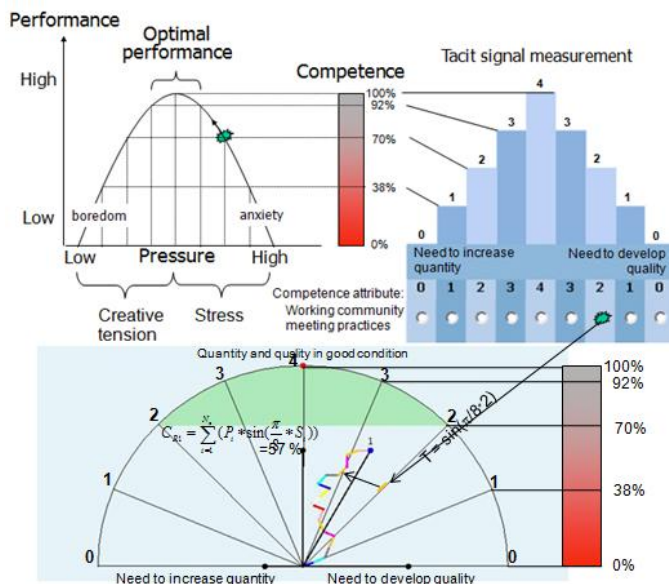 Performance
High
Low
Optimal
performance
boredom
anxiety
Low
Pressure
High
Creative
tension
Stress
Competence
100%
92%
70%
38%
0%
Tacit signal measurement
0
1
2
3
4
3
2
1
0
Need to increase
quantity
Need to develop
quality
Competence attribute:
Working community
meeting practices
0 1 2 3 4 3 2 1 0
Quantity and quality in good condition
0
1
2
3
4
3
2
1
0
=57 %
1
T= sin(π/8·2)
Need to increase quantity
Need to develop quality
100%
92%
70%
38%
0%